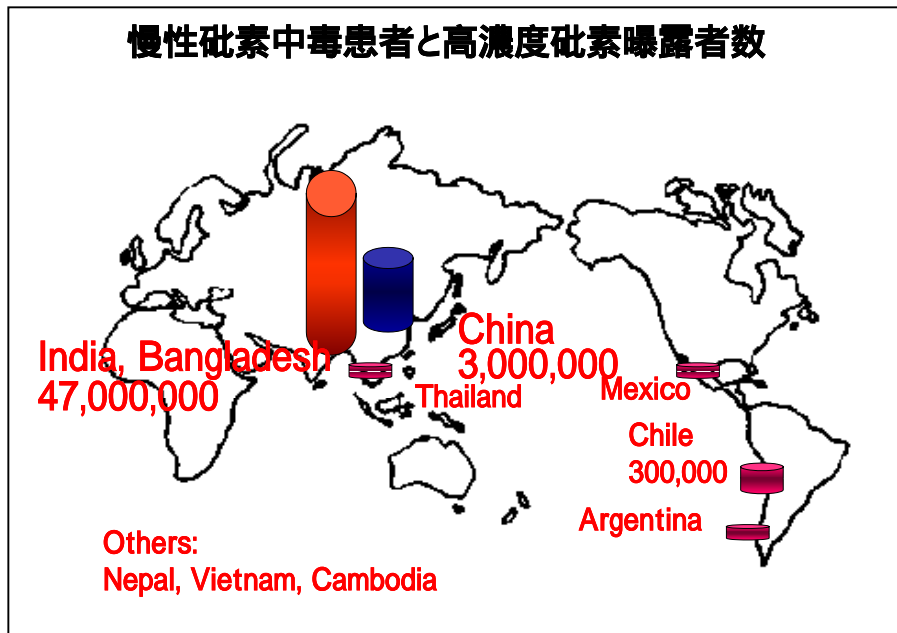 慢性砒素中毒患者と高濃度砒素曝露者数
India, Bangladesh
47,000,000
China
3,000,000
Thailand
Mexico
Chile
300,000
Argentina
Others:
Nepal, Vietnam, Cambodia